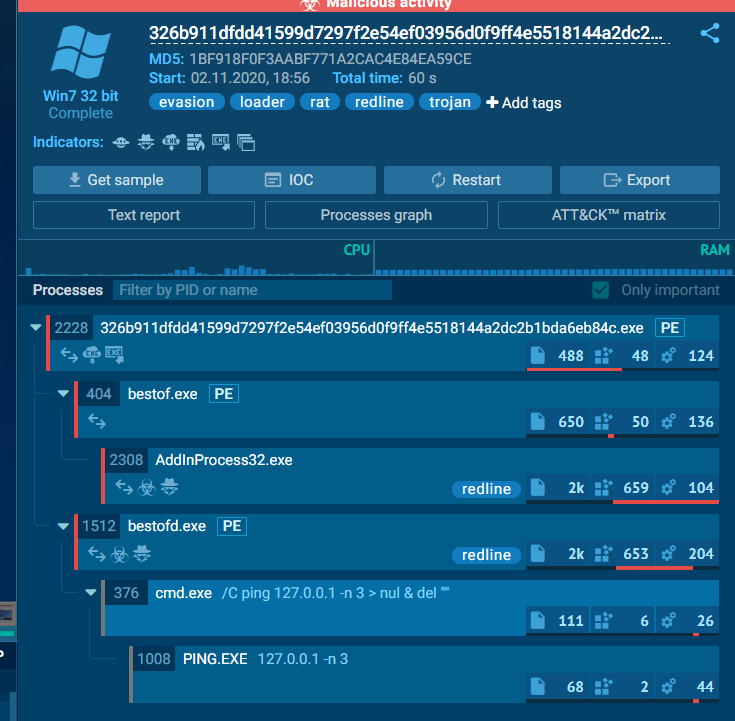 Malicious activity
326b911dfdd41599d7297f2e54ef03956d0f9ff4e5518144a2dc2...
MD5: 1BF918F0F3AABF771A2CAC4E84EA59CE
Start: 02.11.2020, 18:56 Total time: 60 s
Win7 32 bit
Complete
evasion loader rat redline trojan + Add tags
Indicators:
Get sample IOC Restart Export
Text report Processes graph ATT&CK™ matrix
CPU RAM
Processes Filter by PID or name Only important
2228 326b911dfdd41599d7297f2e54ef03956d0f9ff4e5518144a2dc2b1bda6eb84c.exe PE
488 48 124
404 bestof.exe PE
650 50 136
2308 AddInProcess32.exe
redline 2k 659 104
1512 bestofd.exe PE
redline 2k 653 204
376 cmd.exe /C ping 127.0.0.1 -n 3 > nul & del ""
111 6 26
1008 PING.EXE 127.0.0.1 -n 3
68 2 44